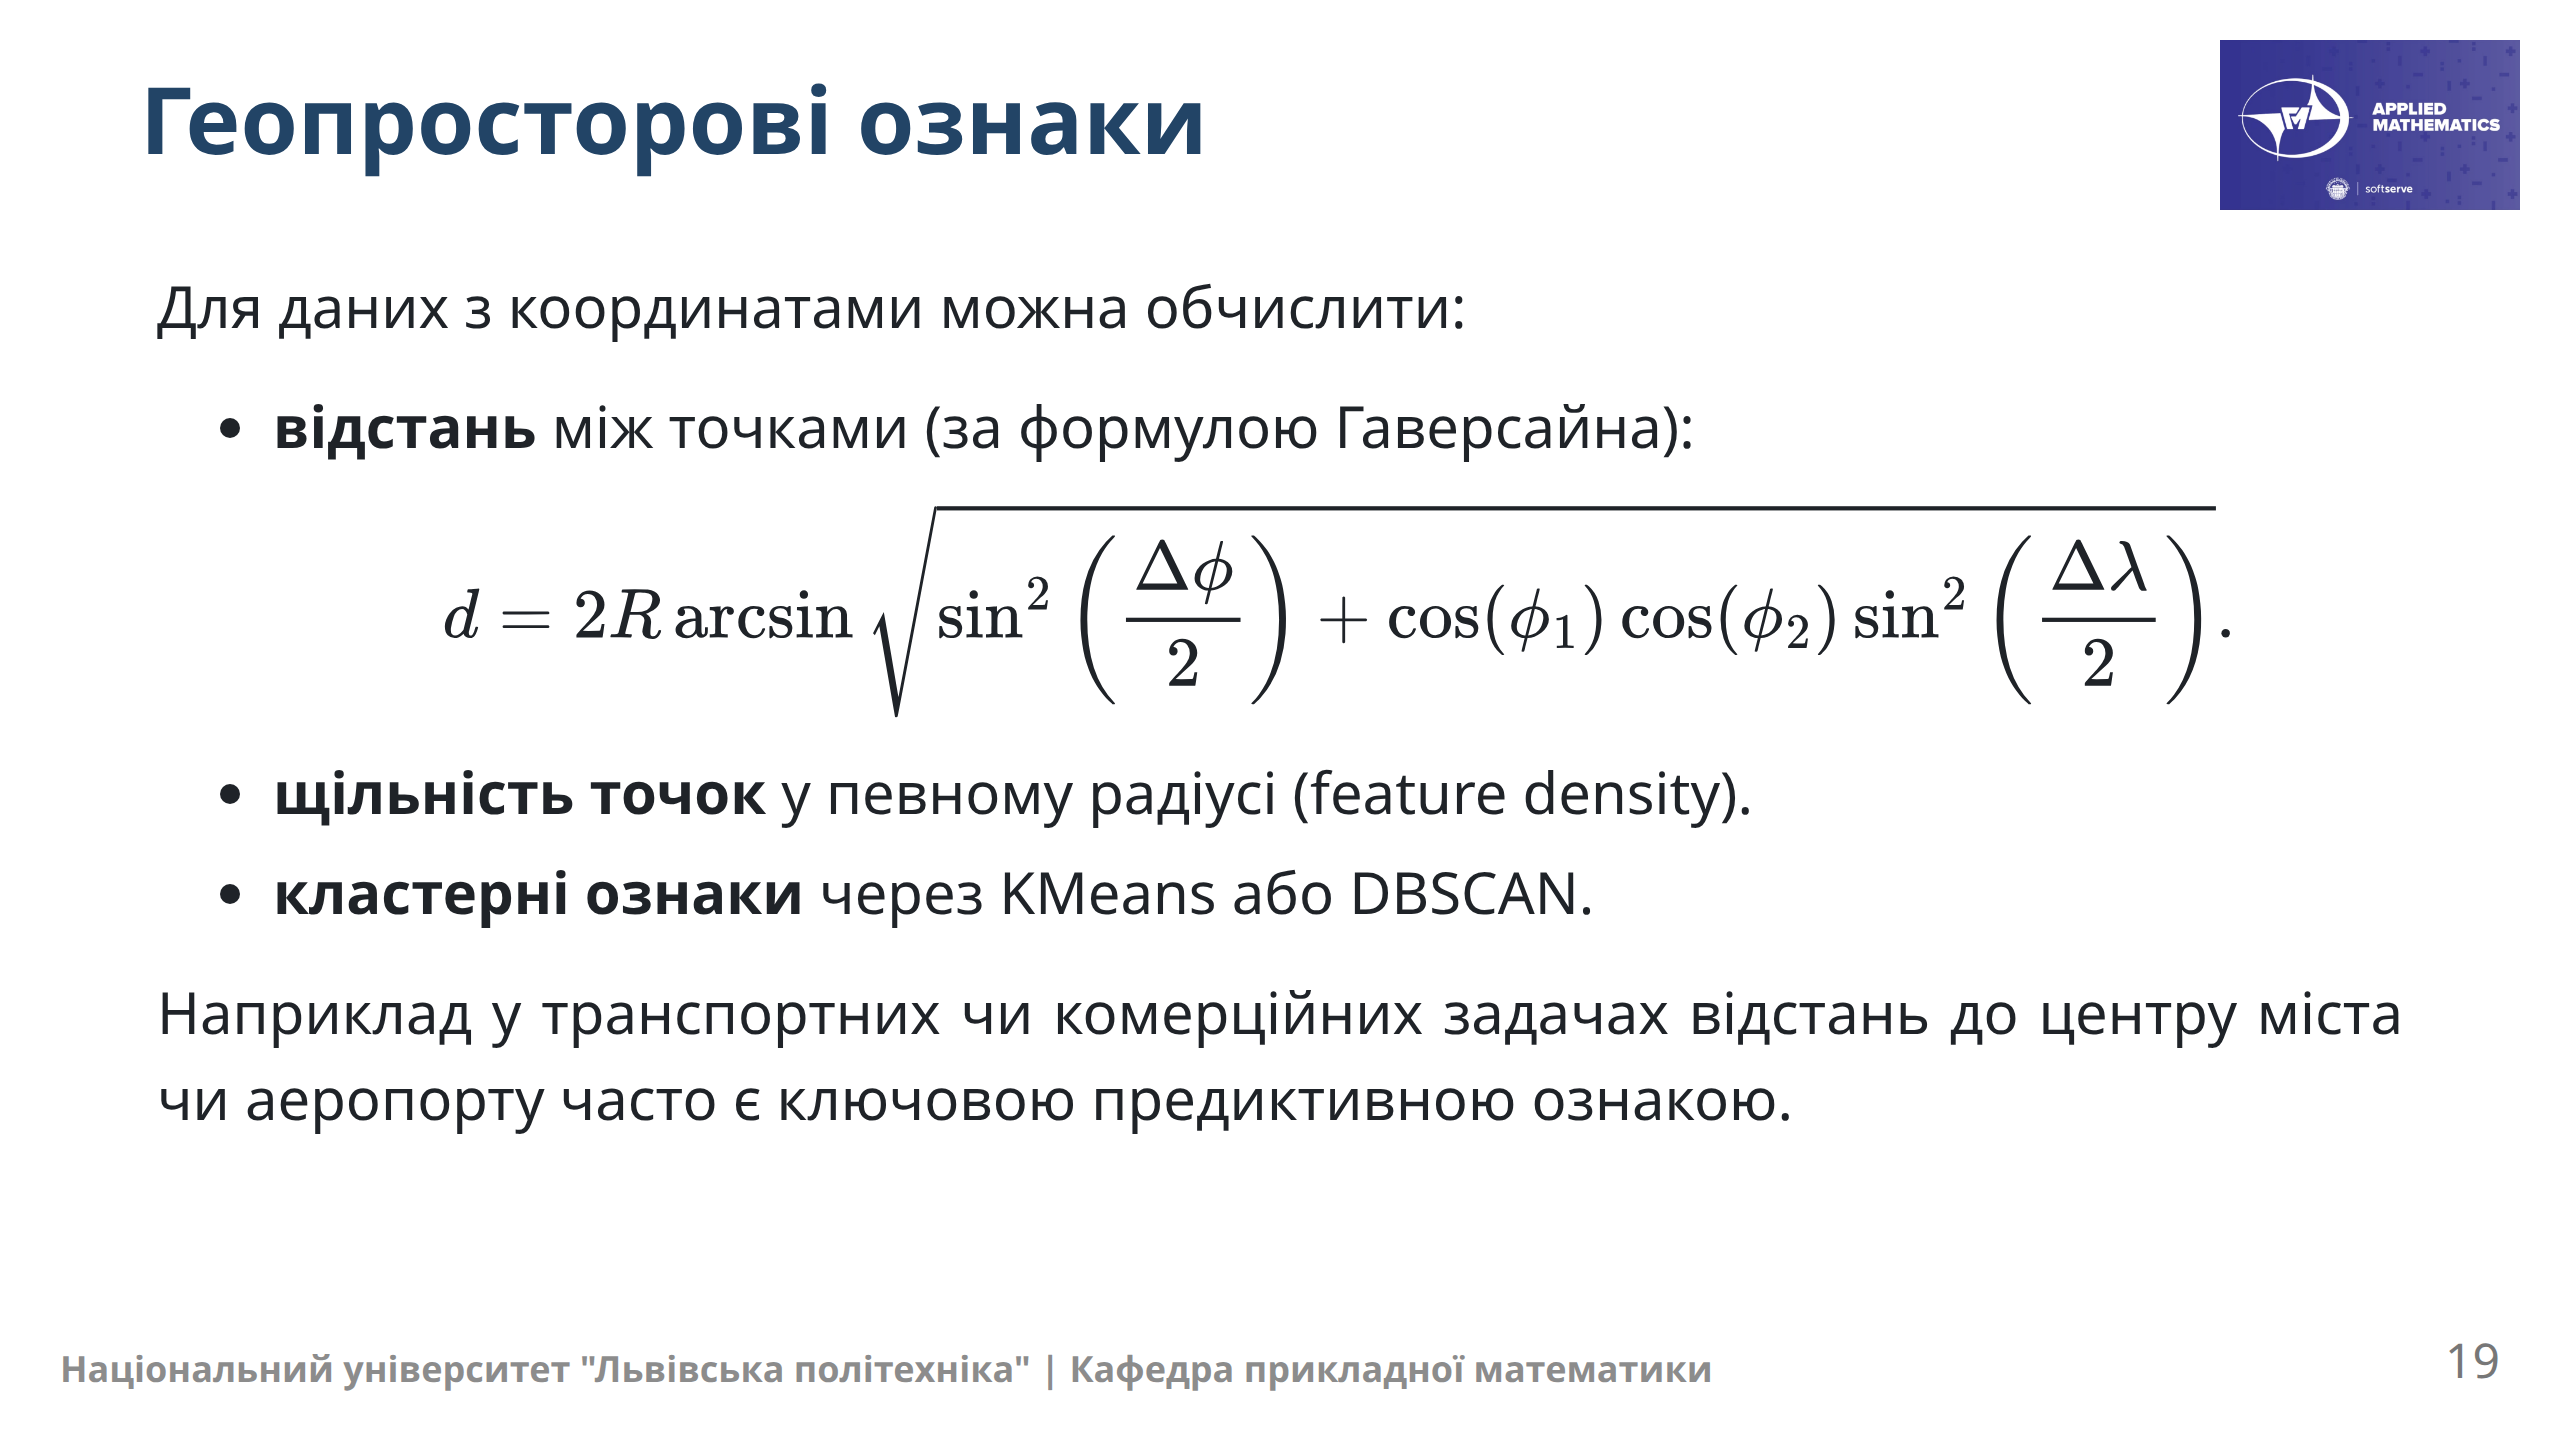 Геопросторові ознаки
APPLIED
MATHEMATICS
softserve
Для даних з координатами можна обчислити:
• відстань між точками (за формулою Гаверсайна):
d = 2R arcsin √(sin²(Δϕ/2) + cos(ϕ₁) cos(ϕ₂) sin²(Δλ/2)).
• щільність точок у певному радіусі (feature density).
• кластерні ознаки через KMeans або DBSCAN.
Наприклад у транспортних чи комерційних задачах відстань до центру міста
чи аеропорту часто є ключовою предиктивною ознакою.
Національний університет "Львівська політехніка" | Кафедра прикладної математики
19